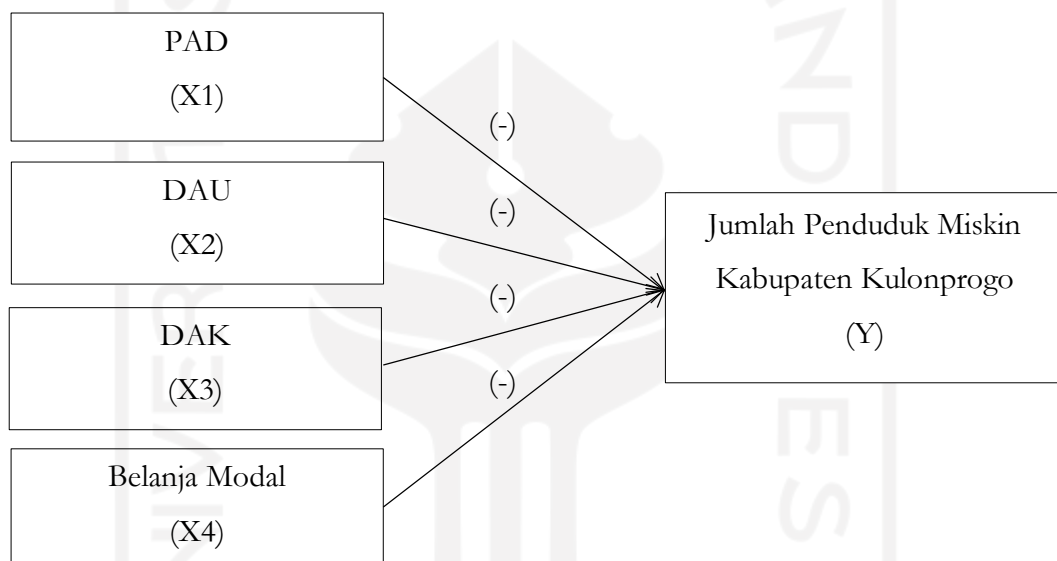 PAD
(X1)
(-)
DAU
(X2)
(-)
Jumlah Penduduk Miskin
Kabupaten Kulonprogo
(Y)
DAK
(X3)
(-)
Belanja Modal
(X4)
(-)